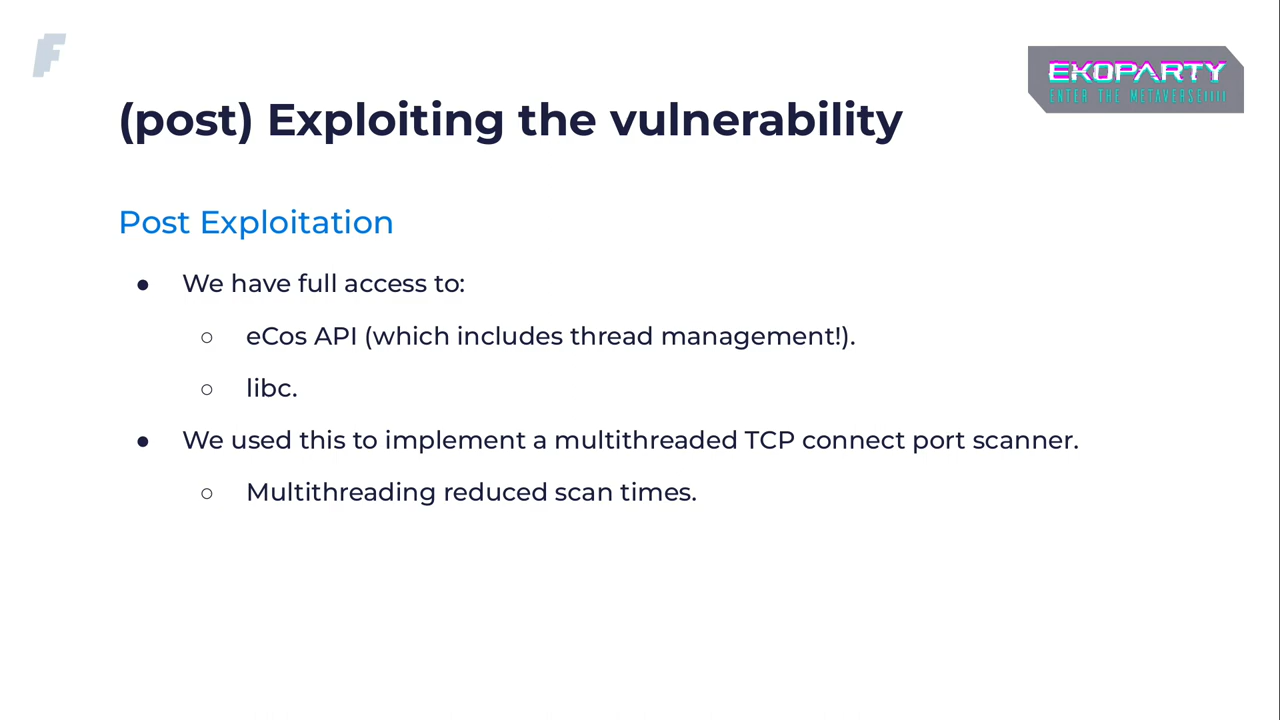 F
EKOPARTY
ENTER THE METAVERSE!!!!
(post) Exploiting the vulnerability
Post Exploitation
● We have full access to:
○ eCos API (which includes thread management!).
○ libc.
● We used this to implement a multithreaded TCP connect port scanner.
○ Multithreading reduced scan times.